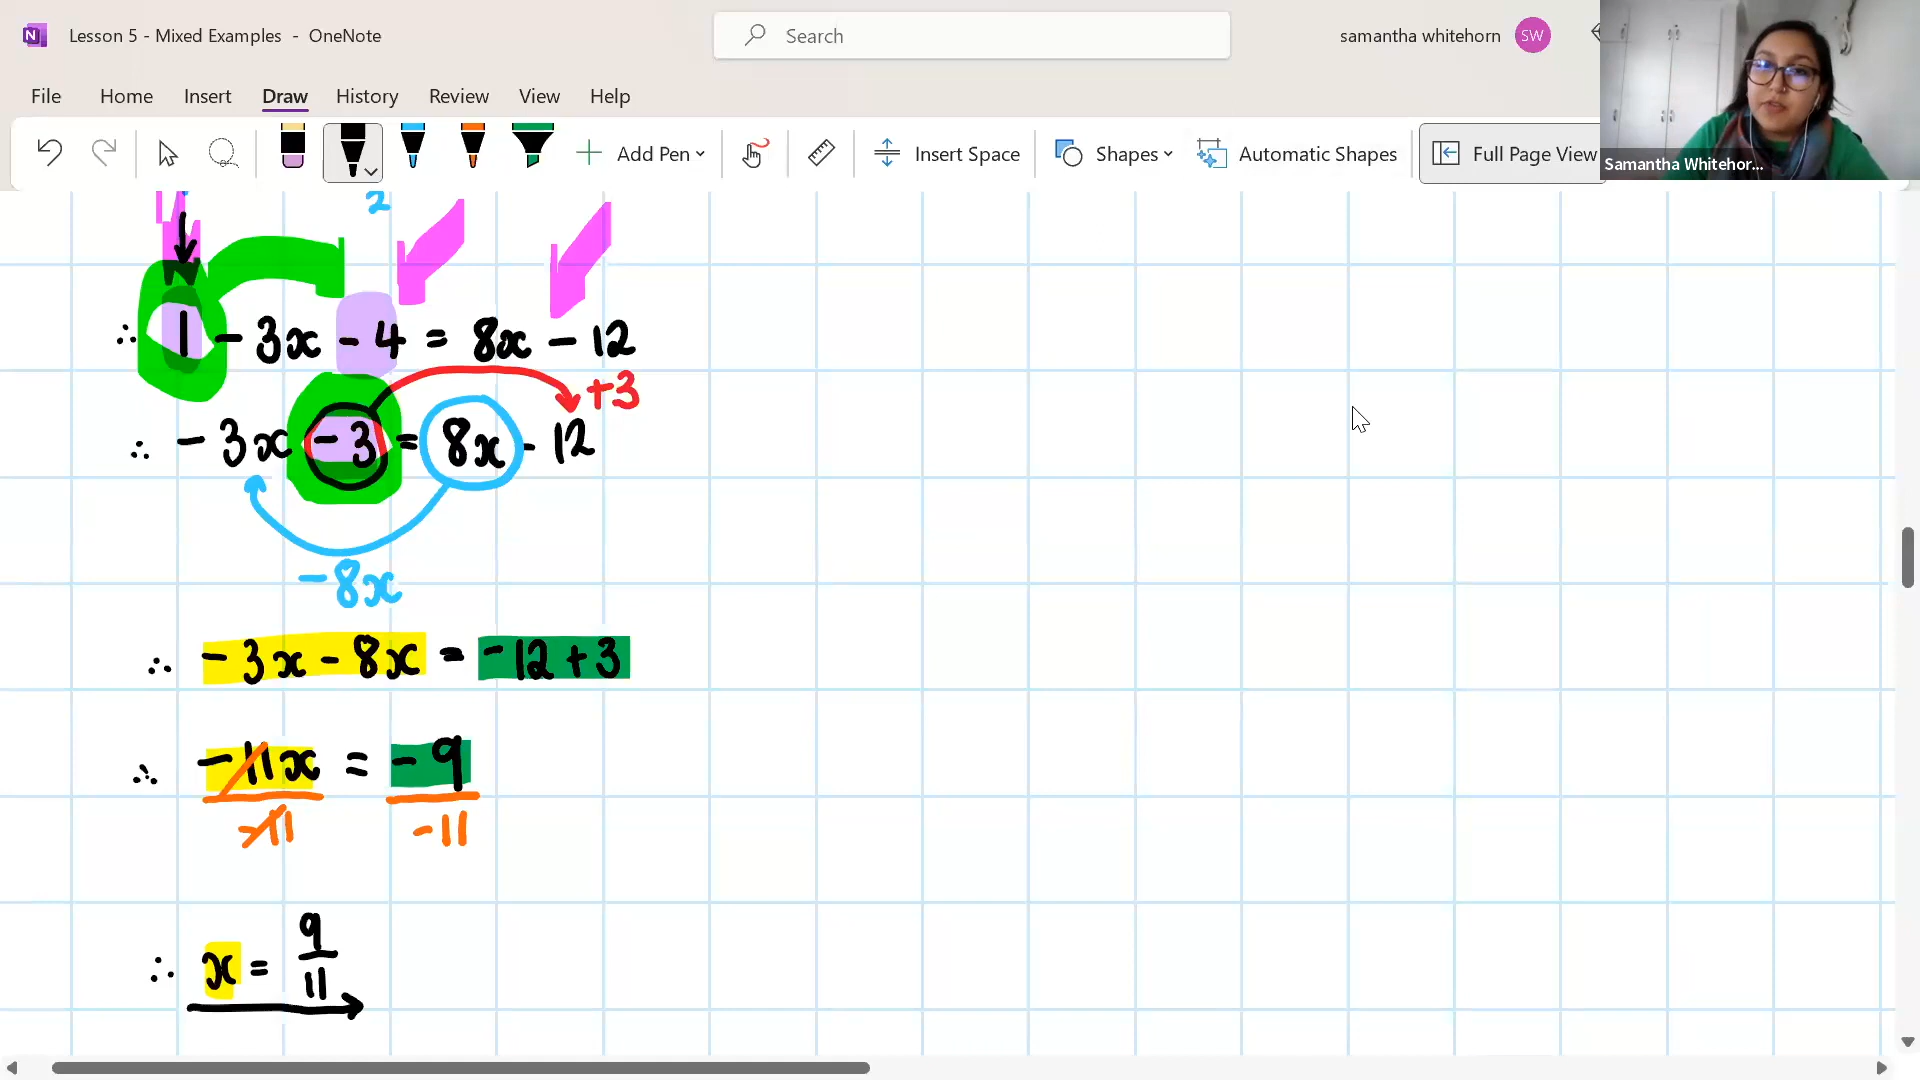 Lesson 5 - Mixed Examples - OneNote
Search
samantha whitehorn
SW
File Home Insert Draw History Review View Help
Add Pen
Insert Space
Shapes
Automatic Shapes
Full Page View
Samantha Whitehor...
2
∴ 1 - 3x - 4 = 8x - 12
+3
∴ - 3x - 3 = 8x - 12
-8x
∴ - 3x - 8x = -12 + 3
∴ -11x = -9
-11 -11
∴ x = 9/11